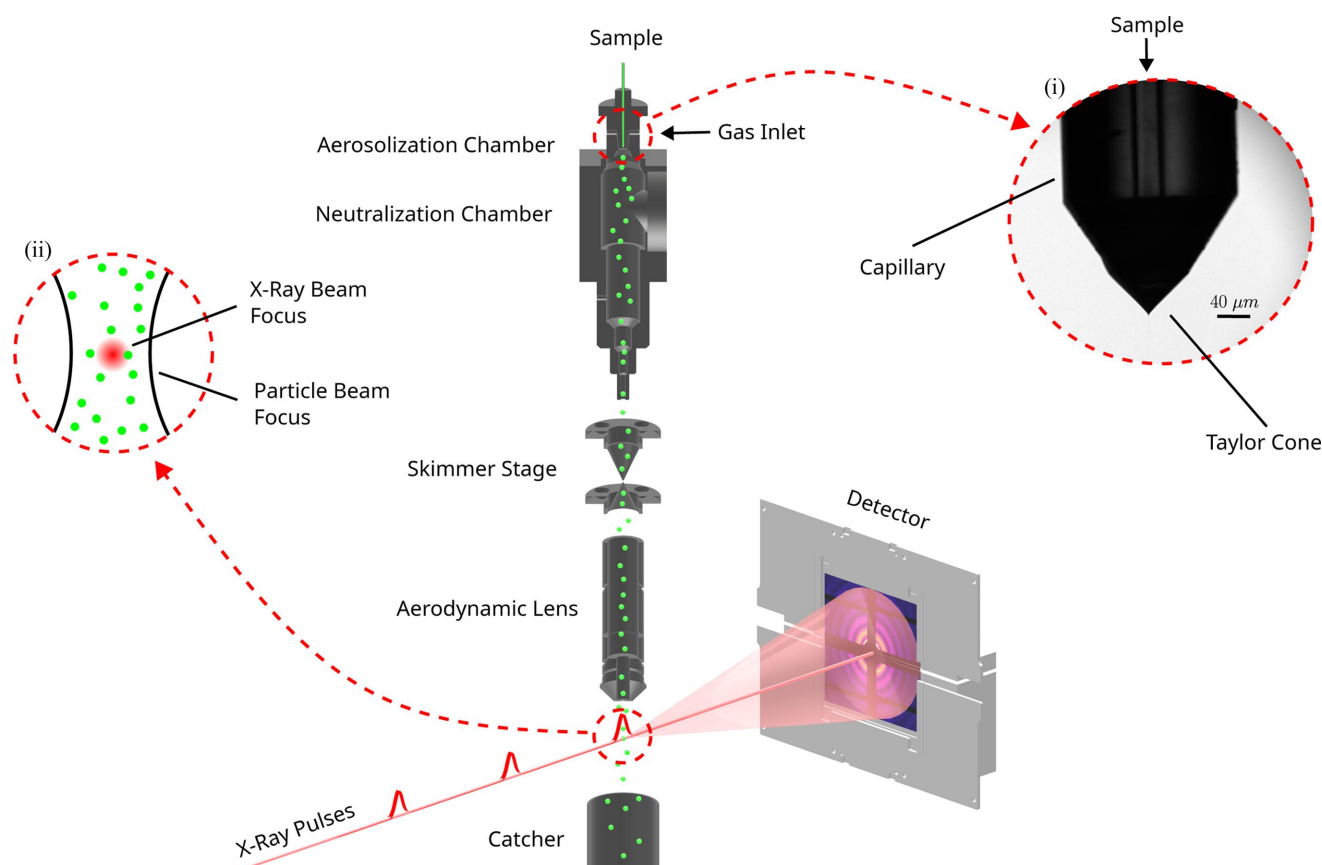 Sample
Aerosolization Chamber
Gas Inlet
Neutralization Chamber
Sample
(i)
Capillary
40 μm
Taylor Cone
(ii)
X-Ray Beam
Focus
Particle Beam
Focus
Skimmer Stage
Detector
Aerodynamic Lens
X-Ray Pulses
Catcher